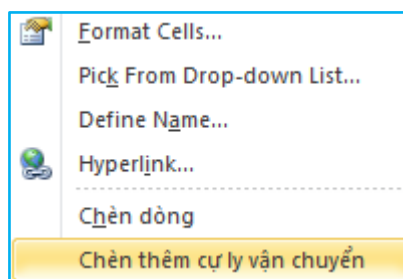 Format Cells...
Pick From Drop-down List...
Define Name...
Hyperlink...
Chèn dòng
Chèn thêm cự ly vận chuyển